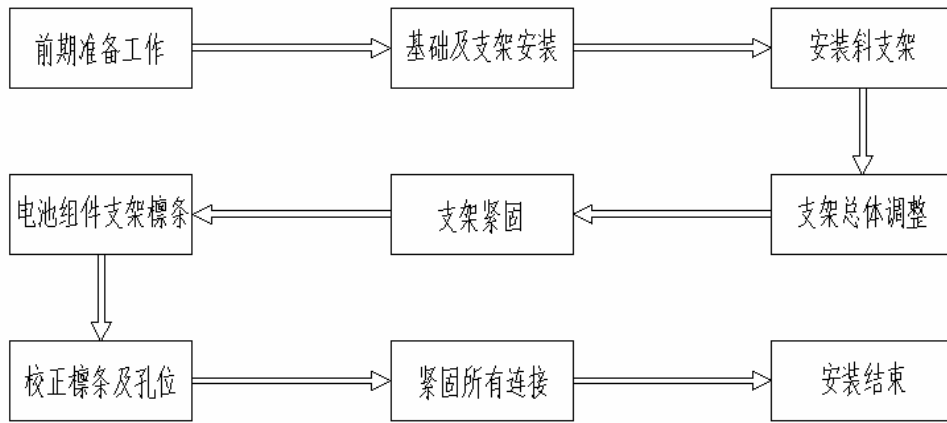 前期准备工作
基础及支架安装
安装斜支架
支架总体调整
支架紧固
电池组件支架檩条
校正檩条及孔位
紧固所有连接
安装结束